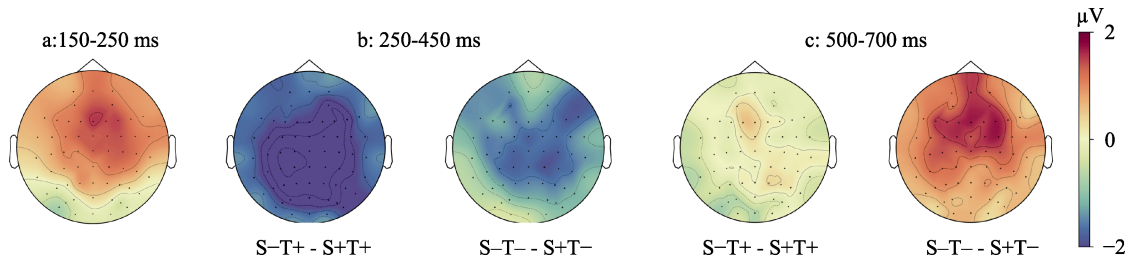 µV
a:150-250 ms
b: 250-450 ms
c: 500-700 ms
2
0
−2
S−T+ - S+T+
S–T– - S+T−
S−T+ - S+T+
S–T– - S+T−